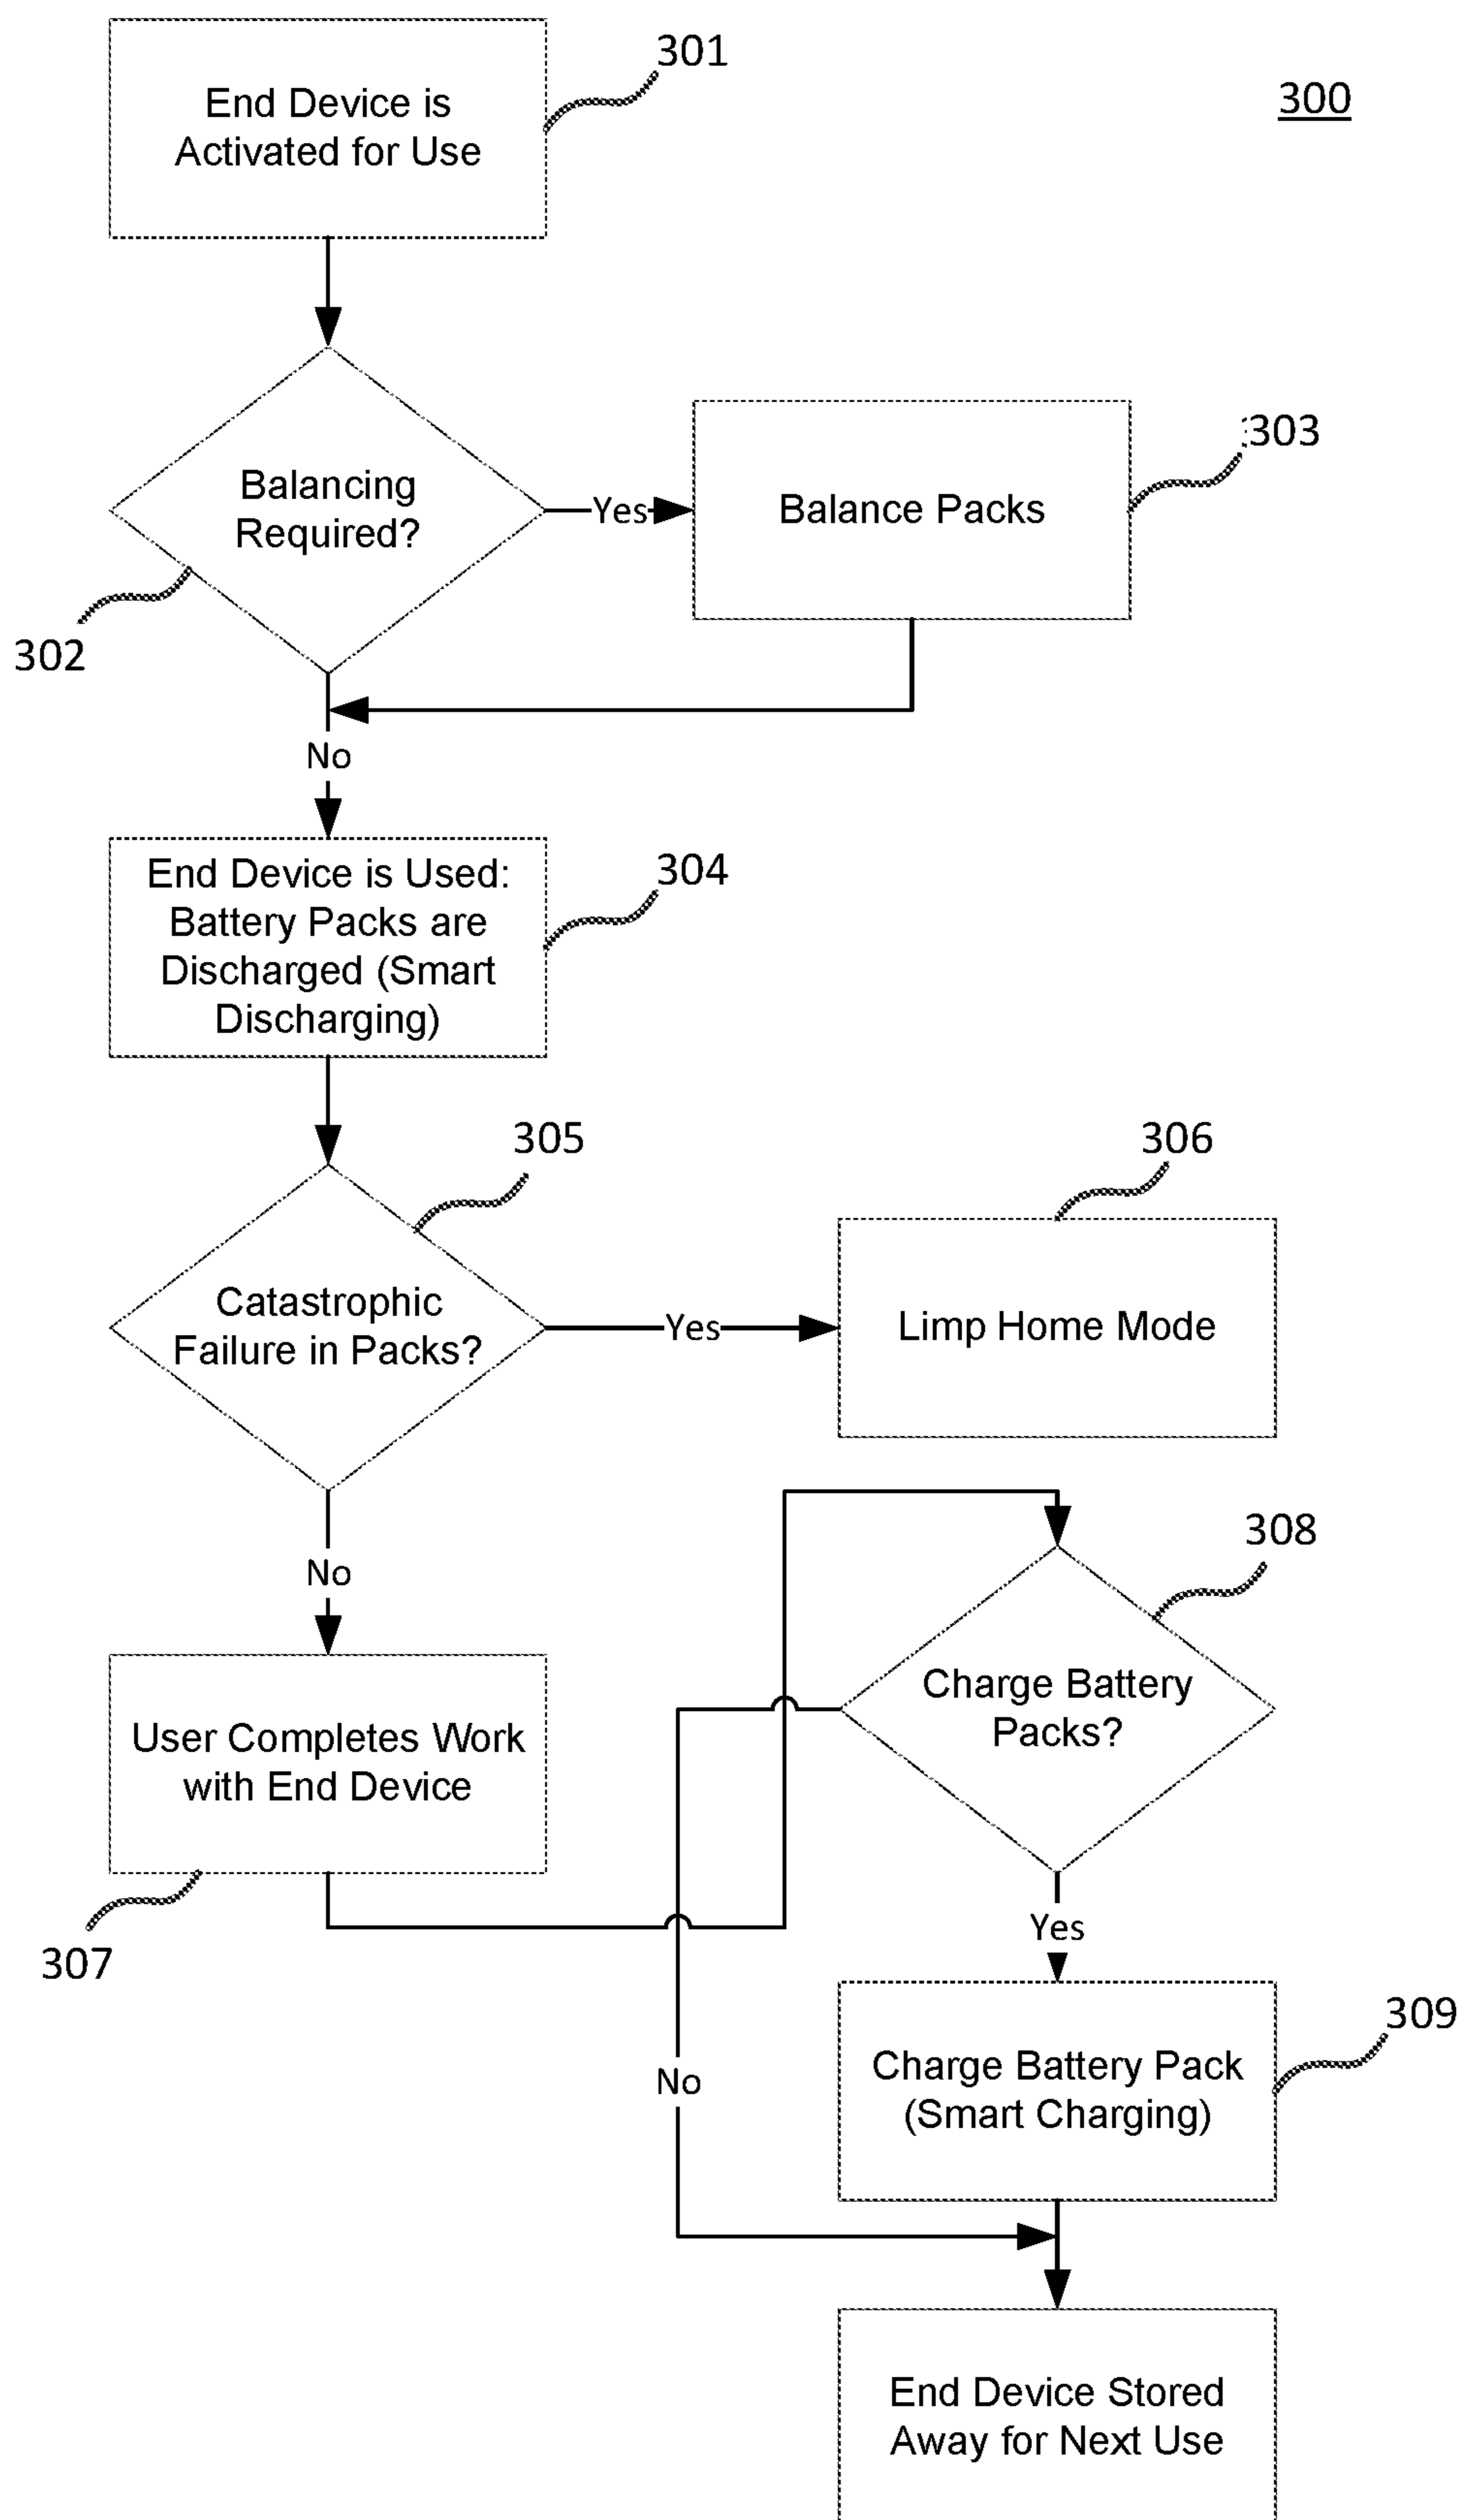 301
300
End Device is
Activated for Use
303
Balancing
Required?
Yes
Balance Packs
302
No
304
End Device is Used:
Battery Packs are
Discharged (Smart
Discharging)
305
306
Catastrophic
Failure in Packs?
Yes
Limp Home Mode
308
No
Charge Battery
Packs?
User Completes Work
with End Device
Yes
307
309
No
Charge Battery Pack
(Smart Charging)
End Device Stored
Away for Next Use